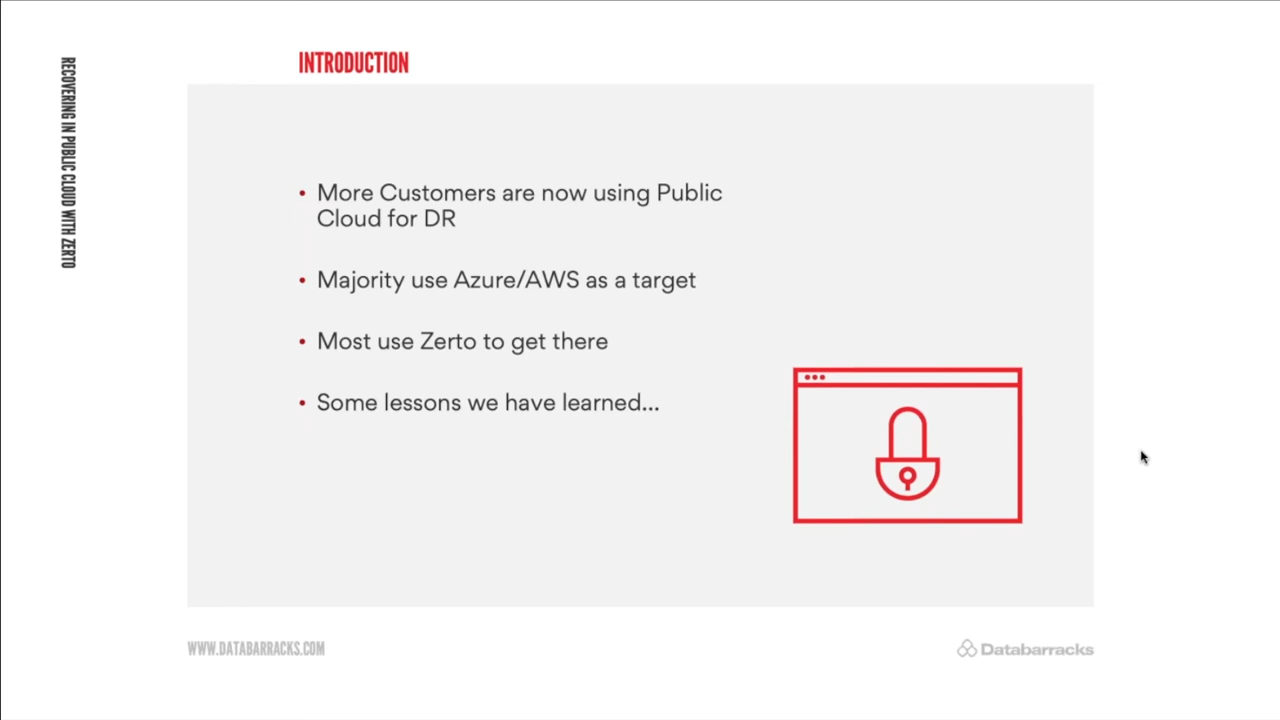 RECOVERING IN PUBLIC CLOUD WITH ZERTO
INTRODUCTION
• More Customers are now using Public
Cloud for DR
• Majority use Azure/AWS as a target
• Most use Zerto to get there
• Some lessons we have learned...
WWW.DATABARRACKS.COM
Databarracks